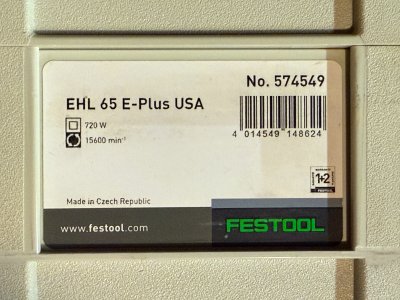 No. 574549
EHL 65 E-Plus USA
720 W
15600 min⁻¹
4 014549 148624
1+2
FESTOOL
Made in Czech Republic
www.festool.com
FESTOOL